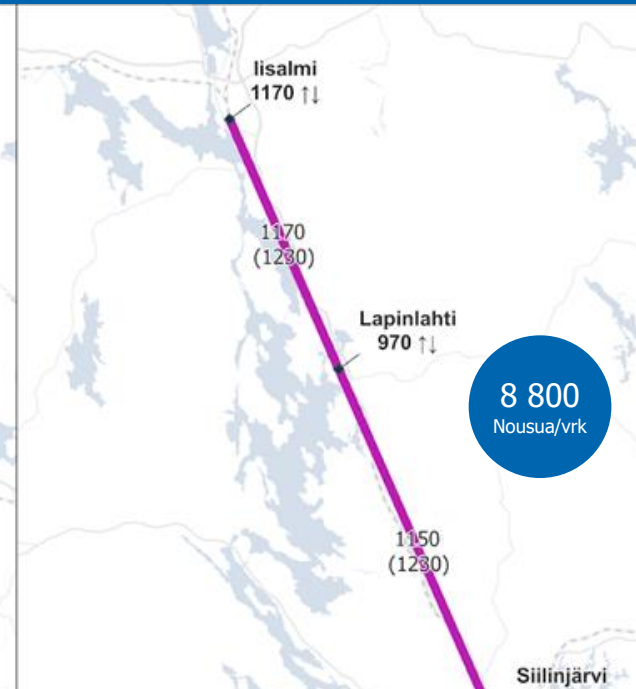 Iisalmi
1170 ↑↓
1170
(1230)
Lapinlahti
970 ↑↓
8 800
Nousua/vrk
1150
(1230)
Siilinjärvi